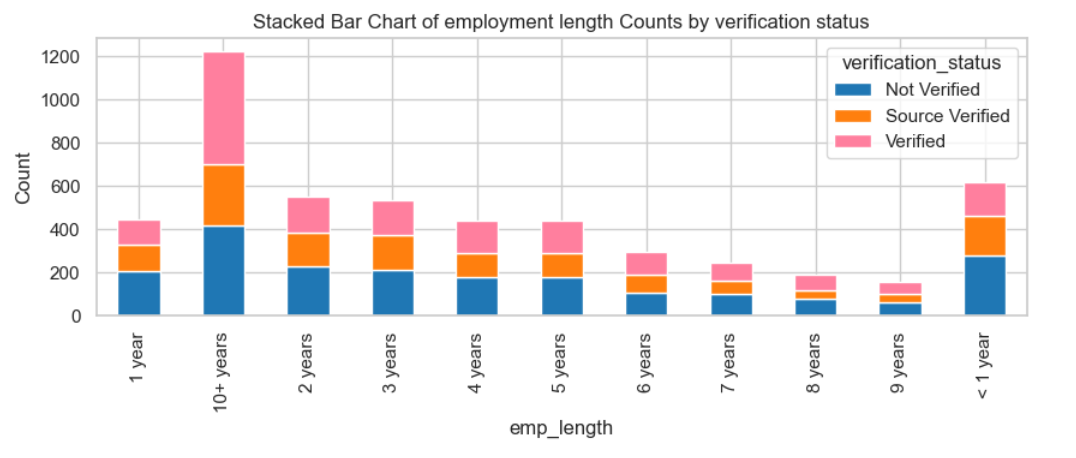 Stacked Bar Chart of employment length Counts by verification status
verification_status
Not Verified
Source Verified
Verified
Count
1200
1000
800
600
400
200
0
1 year
10+ years
2 years
3 years
4 years
5 years
6 years
7 years
8 years
9 years
< 1 year
emp_length